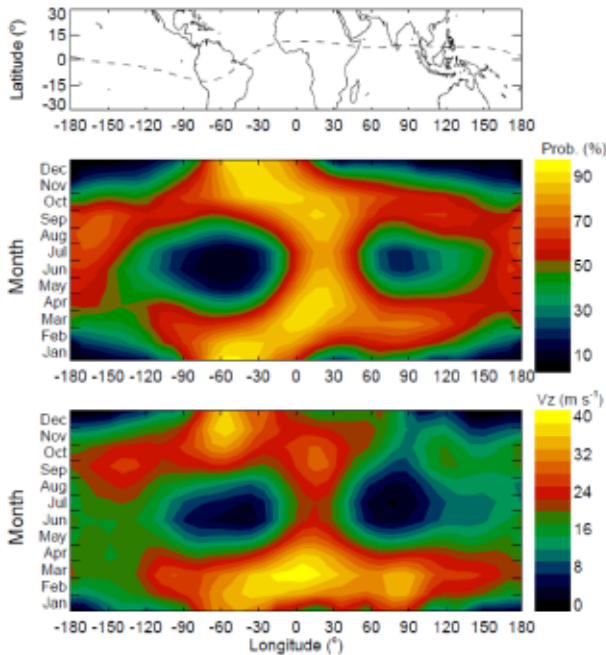 Latitude (°)
30
15
0
-15
-30
-180 -150 -120 -90 -60 -30 0 30 60 90 120 150 180
Prob. (%)
Month
Dec
Nov
Oct
Sep
Aug
Jul
Jun
May
Apr
Mar
Feb
Jan
90
70
50
30
10
-180 -150 -120 -90 -60 -30 0 30 60 90 120 150 180
Vz (m s⁻¹)
Month
Dec
Nov
Oct
Sep
Aug
Jul
Jun
May
Apr
Mar
Feb
Jan
40
32
24
16
8
0
-180 -150 -120 -90 -60 -30 0 30 60 90 120 150 180
Longitude (°)